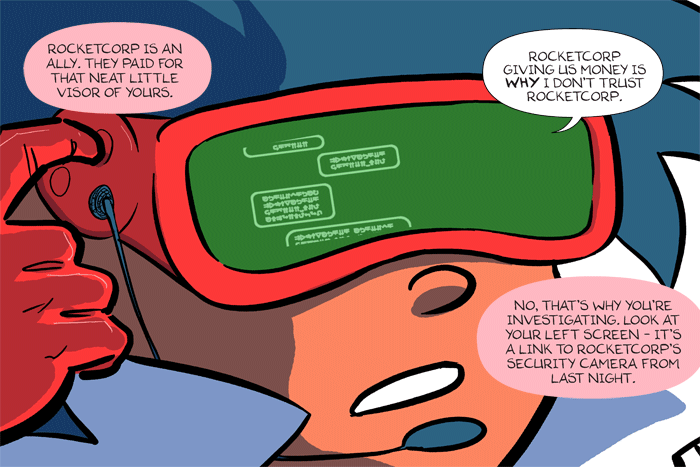 ROCKETCORP IS AN
ALLY. THEY PAID FOR
THAT NEAT LITTLE
VISOR OF YOURS.
ROCKETCORP
GIVING US MONEY IS
WHY I DON'T TRUST
ROCKETCORP.
NO, THAT'S WHY YOU'RE
INVESTIGATING. LOOK AT
YOUR LEFT SCREEN – IT'S
A LINK TO ROCKETCORP'S
SECURITY CAMERA FROM
LAST NIGHT.